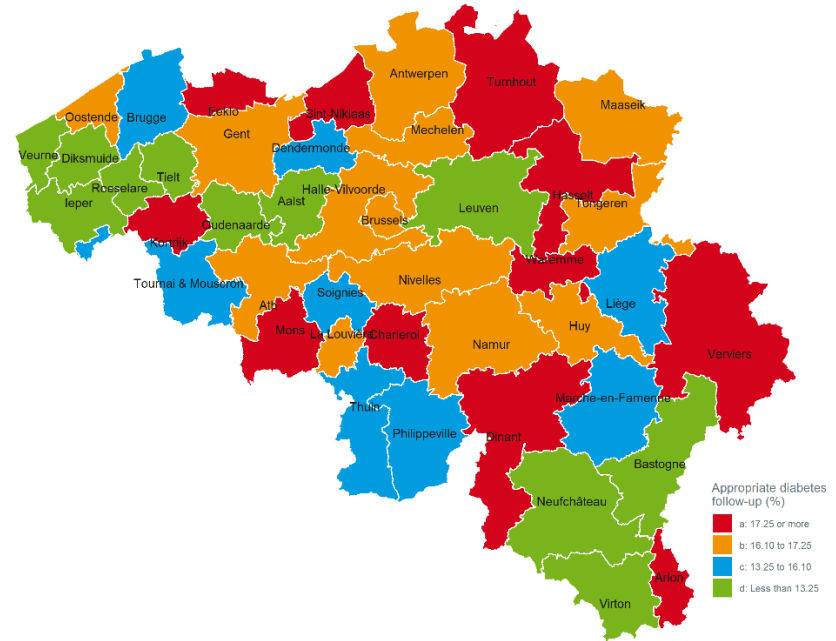 Antwerpen
Turnhout
Maaseik
Oostende
Brugge
Eeklo
Sint-Niklaas
Gent
Mechelen
Dendermonde
Veurne
Diksmuide
Tielt
Roeselare
Ieper
Halle-Vilvoorde
Aalst
Hasselt
Tongeren
Leuven
Oudenaarde
Brussels
Kortrijk
Waremme
Tournai & Mouscron
Soignies
Nivelles
Liège
Ath
Mons
La Louvière
Charleroi
Huy
Namur
Verviers
Marche-en-Famenne
Thuin
Philippeville
Dinant
Bastogne
Neufchâteau
Arlon
Virton
Appropriate diabetes
follow-up (%)
a: 17.25 or more
b: 16.10 to 17.25
c: 13.25 to 16.10
d: Less than 13.25